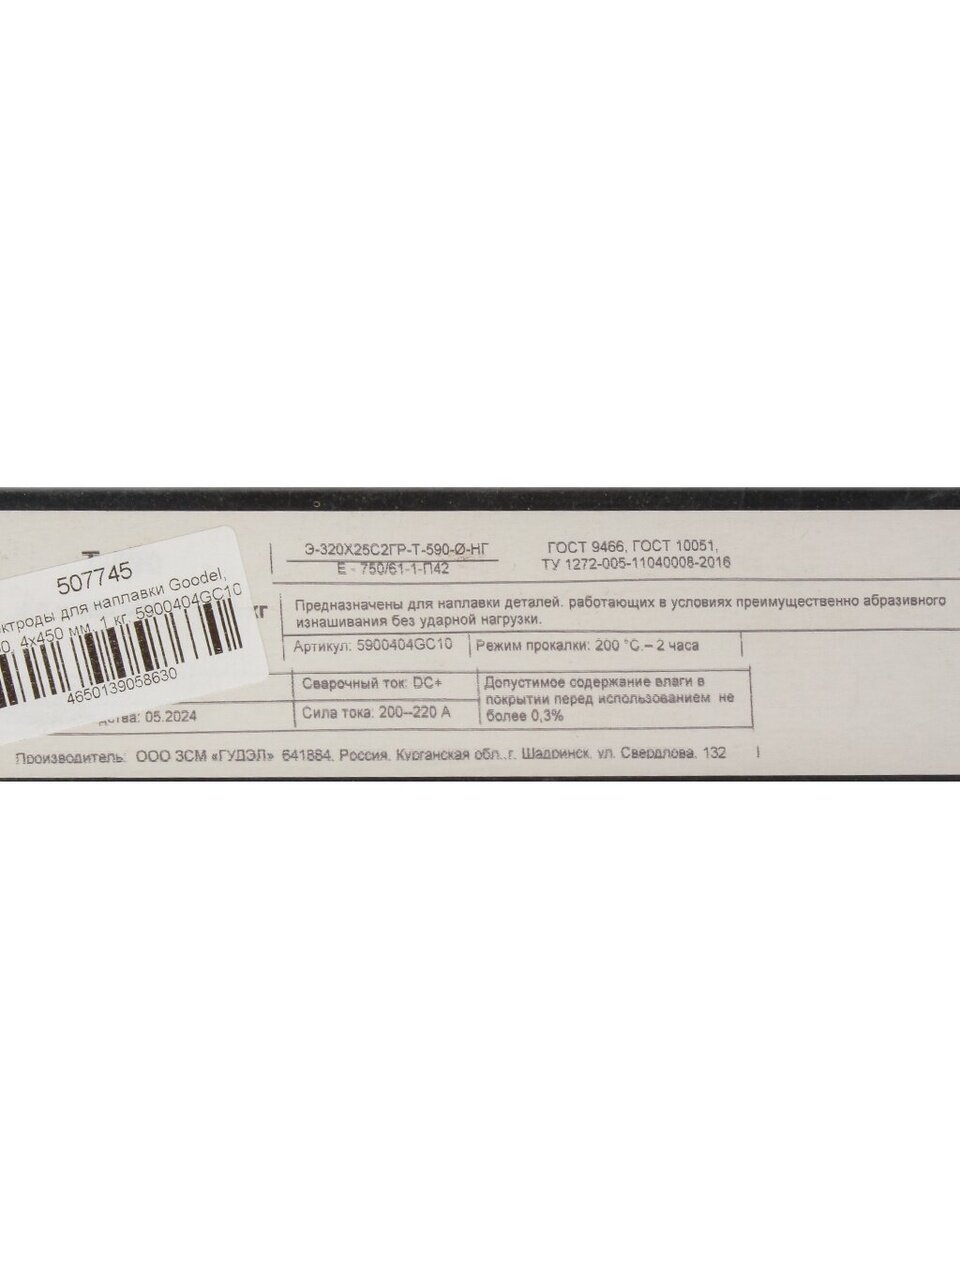 507745
ктроды для наплавки Goodel,
0, 4х450 мм, 1 кг, 5900404GC10
4650139058630
Э-320Х25С2ГР-Т-590-Ø-НГ
Е - 750/61-1-П42
ГОСТ 9466, ГОСТ 10051,
ТУ 1272-005-11040008-2016
кг
Предназначены для наплавки деталей. работающих в условиях преимущественно абразивного
изнашивания без ударной нагрузки.
Артикул: 5900404GC10
Режим прокалки: 200 °С.– 2 часа
Сварочный ток: DC+
Допустимое содержание влаги в
покрытии перед использованием не
более 0,3%
дства: 05.2024
Сила тока: 200–220 А
Производитель: ООО ЗСМ «ГУДЭЛ» 641884, Россия, Курганская обл., г. Шадринск, ул. Свердлова, 132